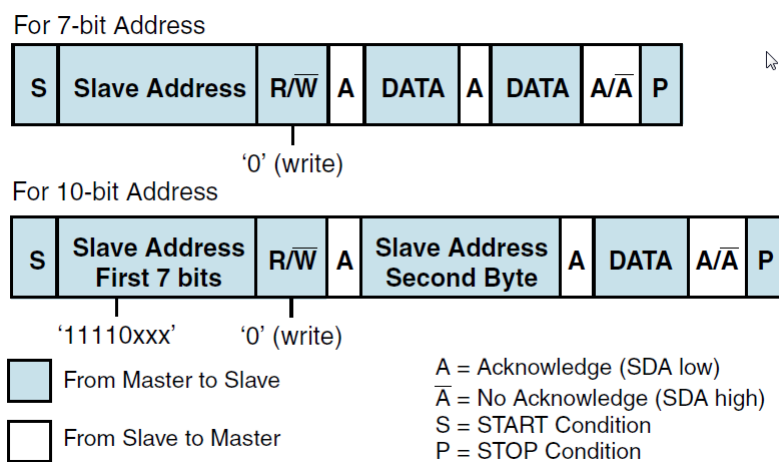 For 7-bit Address
S Slave Address R/W̅ A DATA A DATA A/A̅ P
‘0’ (write)
For 10-bit Address
S Slave Address First 7 bits R/W̅ A Slave Address Second Byte A DATA A/A̅ P
‘11110xxx’ ‘0’ (write)
From Master to Slave
From Slave to Master
A = Acknowledge (SDA low)
A̅ = No Acknowledge (SDA high)
S = START Condition
P = STOP Condition